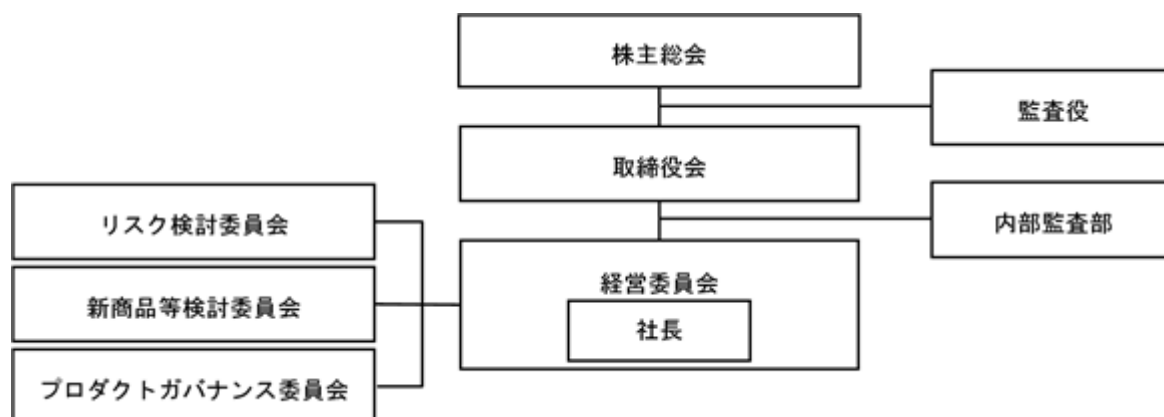 株主総会
監査役
取締役会
リスク検討委員会
内部監査部
経営委員会
新商品等検討委員会
社長
プロダクトガバナンス委員会